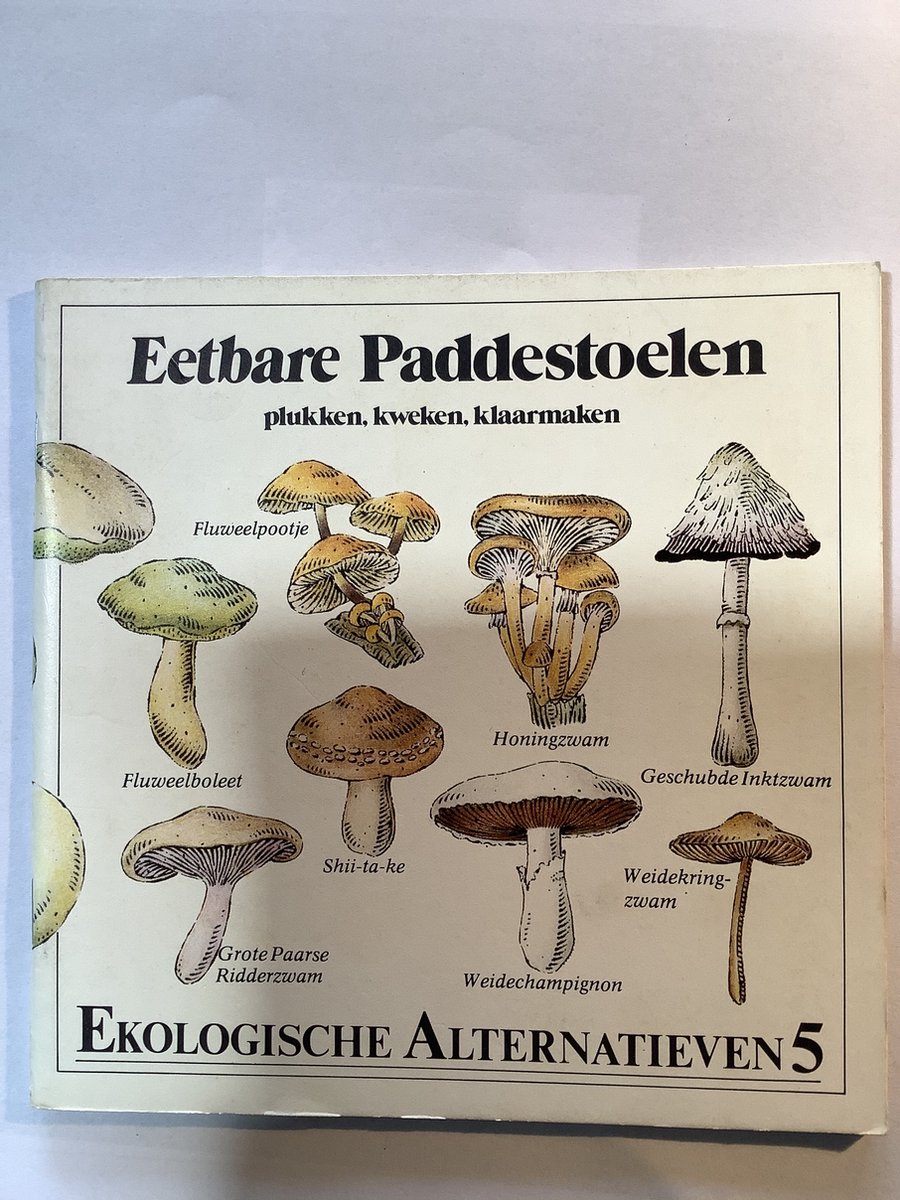 Eetbare Paddestoelen
plukken, kweken, klaarmaken
Fluweelpootje
Honingzwam
Geschubde Inktzwam
Fluweelboleet
Shii-ta-ke
Weidekring-
zwam
Grote Paarse
Ridderzwam
Weidechampignon
EKOLOGISCHE ALTERNATIEVEN 5